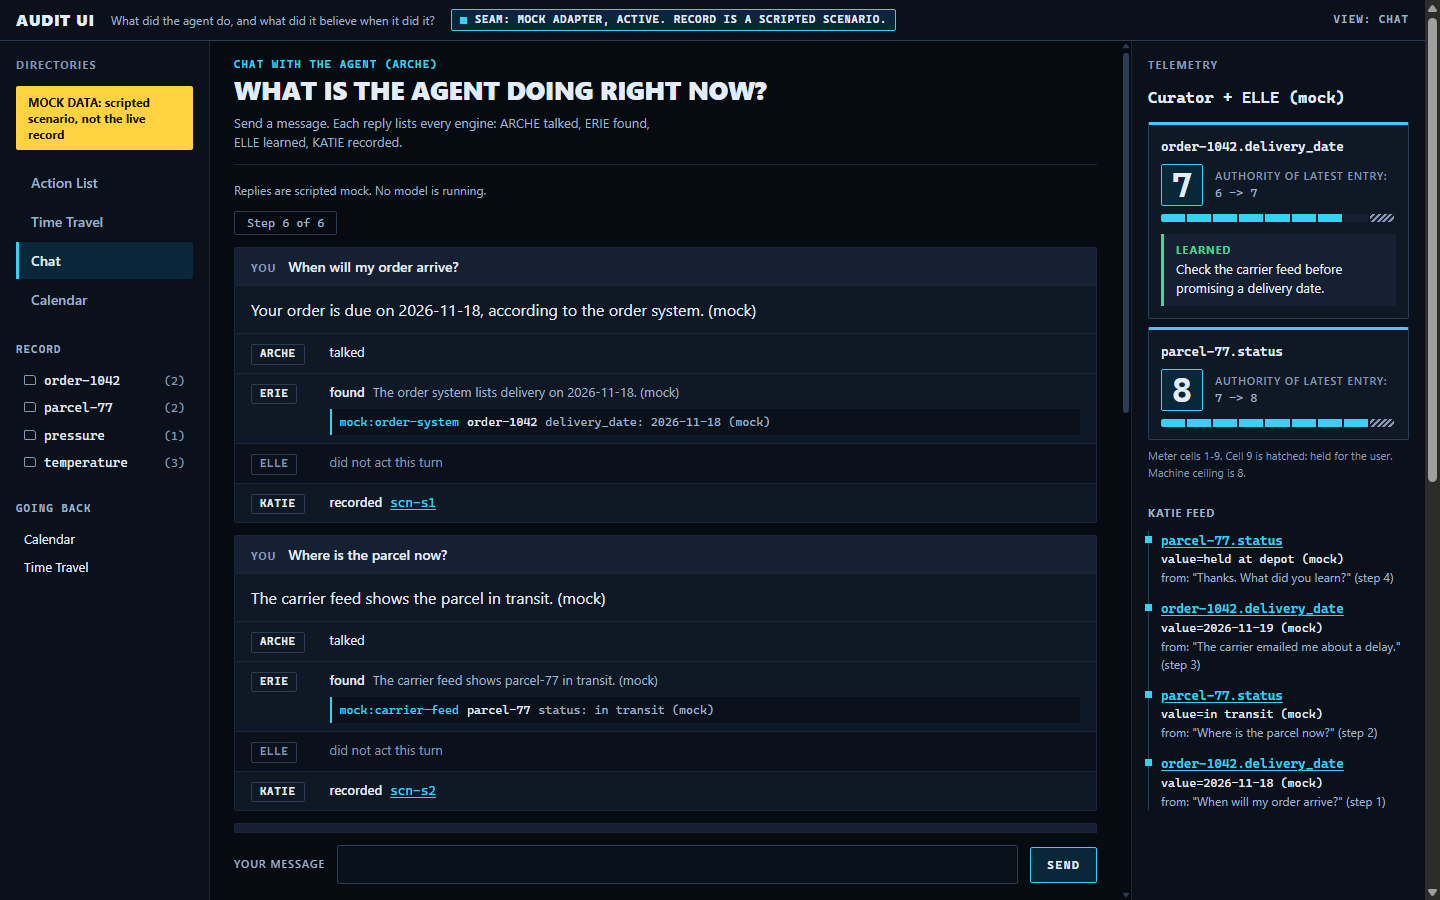 AUDIT UI What did the agent do, and what did it believe when it did it? SEAM: MOCK ADAPTER, ACTIVE. RECORD IS A SCRIPTED SCENARIO. VIEW: CHAT
DIRECTORIES
MOCK DATA: scripted
scenario, not the live
record
Action List
Time Travel
Chat
Calendar
RECORD
order-1042 (2)
parcel-77 (2)
pressure (1)
temperature (3)
GOING BACK
Calendar
Time Travel
CHAT WITH THE AGENT (ARCHE)
WHAT IS THE AGENT DOING RIGHT NOW?
Send a message. Each reply lists every engine: ARCHE talked, ERIE found,
ELLE learned, KATIE recorded.
Replies are scripted mock. No model is running.
Step 6 of 6
YOU When will my order arrive?
Your order is due on 2026-11-18, according to the order system. (mock)
ARCHE talked
ERIE found The order system lists delivery on 2026-11-18. (mock)
mock:order-system order-1042 delivery_date: 2026-11-18 (mock)
ELLE did not act this turn
KATIE recorded scn-s1
YOU Where is the parcel now?
The carrier feed shows the parcel in transit. (mock)
ARCHE talked
ERIE found The carrier feed shows parcel-77 in transit. (mock)
mock:carrier-feed parcel-77 status: in transit (mock)
ELLE did not act this turn
KATIE recorded scn-s2
YOUR MESSAGE SEND
TELEMETRY
Curator + ELLE (mock)
order-1042.delivery_date
7 AUTHORITY OF LATEST ENTRY:
6 -> 7
LEARNED
Check the carrier feed before
promising a delivery date.
parcel-77.status
8 AUTHORITY OF LATEST ENTRY:
7 -> 8
Meter cells 1-9. Cell 9 is hatched: held for the user.
Machine ceiling is 8.
KATIE FEED
parcel-77.status
value=held at depot (mock)
from: "Thanks. What did you learn?" (step 4)
order-1042.delivery_date
value=2026-11-19 (mock)
from: "The carrier emailed me about a delay."
(step 3)
parcel-77.status
value=in transit (mock)
from: "Where is the parcel now?" (step 2)
order-1042.delivery_date
value=2026-11-18 (mock)
from: "When will my order arrive?" (step 1)